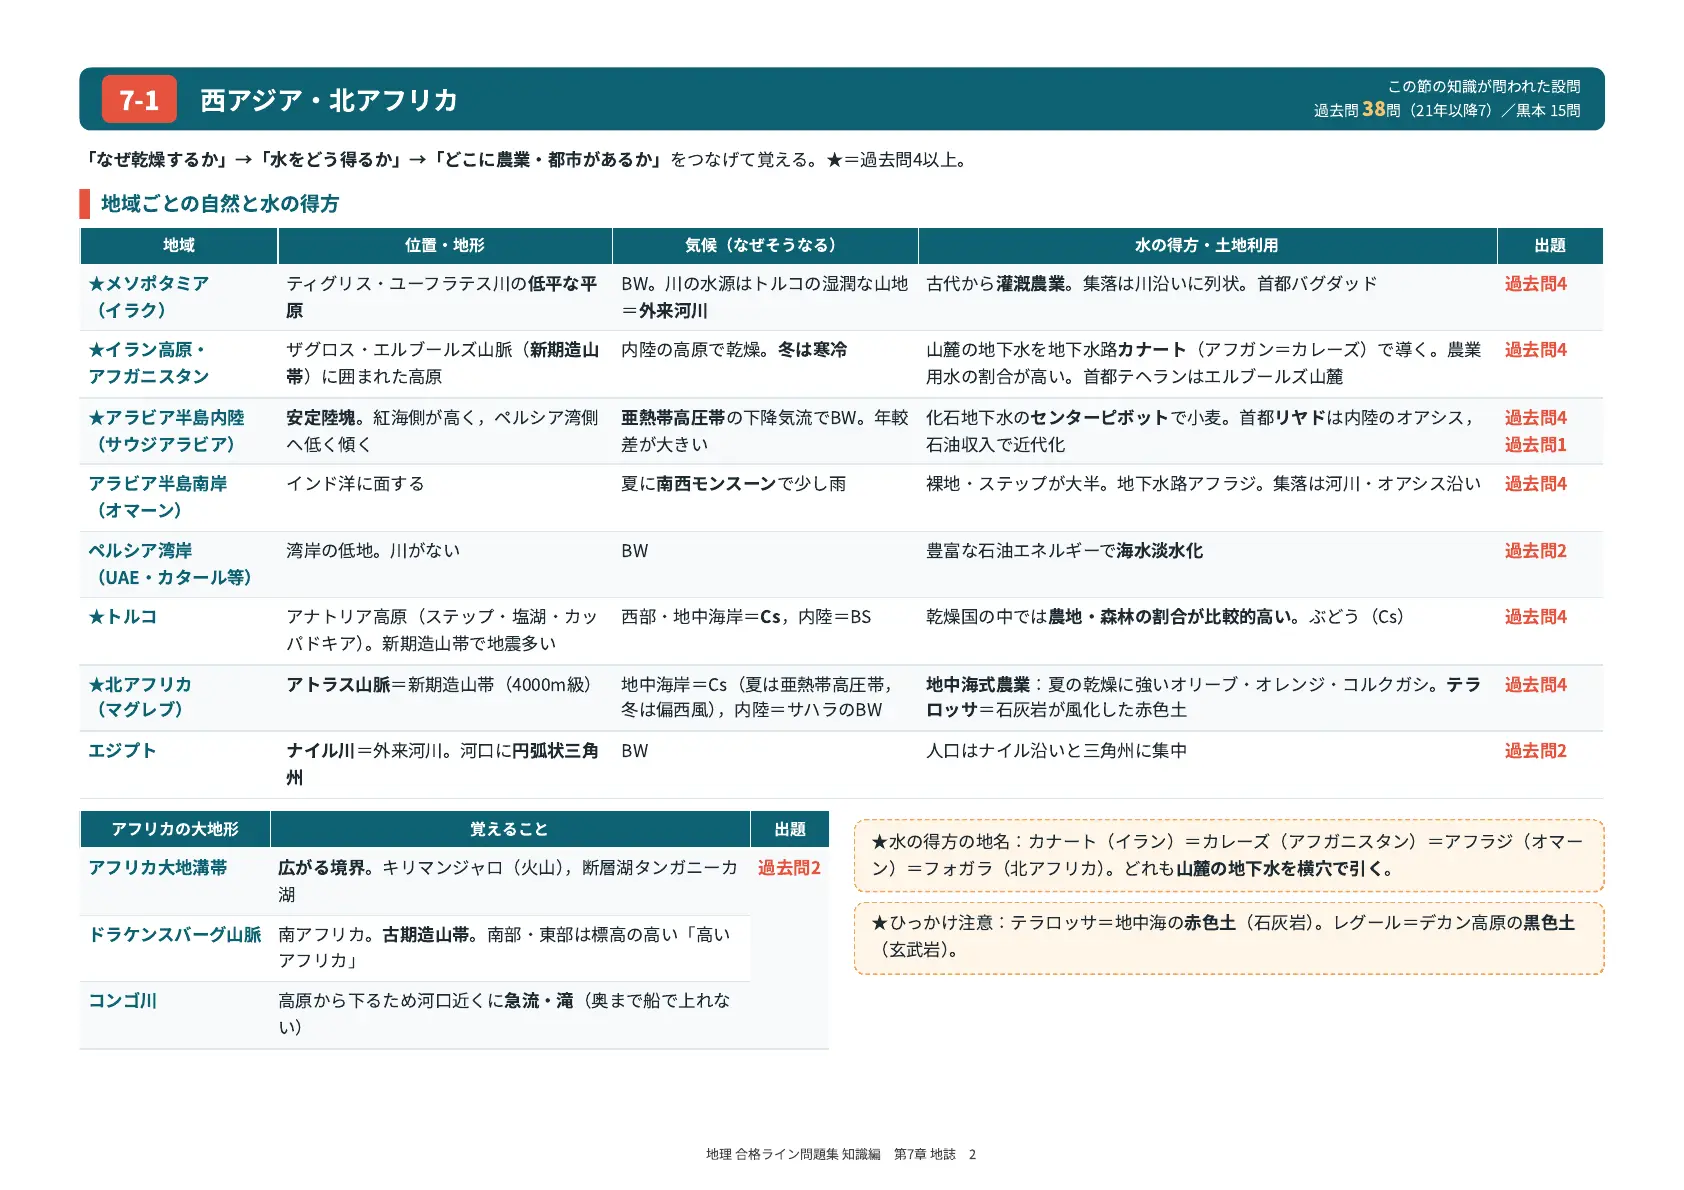 7-1 西アジア・北アフリカ
この節の知識が問われた設問
過去問 38問（21年以降7）／黒本 15問
「なぜ乾燥するか」→「水をどう得るか」→「どこに農業・都市があるか」をつなげて覚える。★＝過去問4以上。
地域ごとの自然と水の得方
地域 位置・地形 気候（なぜそうなる） 水の得方・土地利用 出題
★メソポタミア ティグリス・ユーフラテス川の低平な平 BW。川の水源はトルコの湿潤な山地 古代から灌漑農業。集落は川沿いに列状。首都バグダッド 過去問4
（イラク） 原 ＝外来河川
★イラン高原・ ザグロス・エルブールズ山脈（新期造山 内陸の高原で乾燥。冬は寒冷 山麓の地下水を地下水路カナート（アフガン＝カレーズ）で導く。農業 過去問4
アフガニスタン 帯）に囲まれた高原 用水の割合が高い。首都テヘランはエルブールズ山麓
★アラビア半島内陸 安定陸塊。紅海側が高く，ペルシア湾側 亜熱帯高圧帯の下降気流でBW。年較 化石地下水のセンターピボットで小麦。首都リヤドは内陸のオアシス， 過去問4
（サウジアラビア） へ低く傾く 差が大きい 石油収入で近代化 過去問1
アラビア半島南岸 インド洋に面する 夏に南西モンスーンで少し雨 裸地・ステップが大半。地下水路アフラジ。集落は河川・オアシス沿い 過去問4
（オマーン）
ペルシア湾岸 湾岸の低地。川がない BW 豊富な石油エネルギーで海水淡水化 過去問2
（UAE・カタール等）
★トルコ アナトリア高原（ステップ・塩湖・カッ 西部・地中海岸＝Cs，内陸＝BS 乾燥国の中では農地・森林の割合が比較的高い。ぶどう（Cs） 過去問4
パドキア）。新期造山帯で地震多い
★北アフリカ アトラス山脈＝新期造山帯（4000m級） 地中海岸＝Cs（夏は亜熱帯高圧帯， 地中海式農業：夏の乾燥に強いオリーブ・オレンジ・コルクガシ。テラ 過去問4
（マグレブ） 冬は偏西風），内陸＝サハラのBW ロッサ＝石灰岩が風化した赤色土
エジプト ナイル川＝外来河川。河口に円弧状三角 BW 人口はナイル沿いと三角州に集中 過去問2
州
アフリカの大地形 覚えること 出題
アフリカ大地溝帯 広がる境界。キリマンジャロ（火山），断層湖タンガニーカ 過去問2
湖
ドラケンスバーグ山脈 南アフリカ。古期造山帯。南部・東部は標高の高い「高い
アフリカ」
コンゴ川 高原から下るため河口近くに急流・滝（奥まで船で上れな
い）
★水の得方の地名：カナート（イラン）＝カレーズ（アフガニスタン）＝アフラジ（オマー
ン）＝フォガラ（北アフリカ）。どれも山麓の地下水を横穴で引く。
★ひっかけ注意：テラロッサ＝地中海の赤色土（石灰岩）。レグール＝デカン高原の黒色土
（玄武岩）。
地理 合格ライン問題集 知識編 第7章 地誌 2